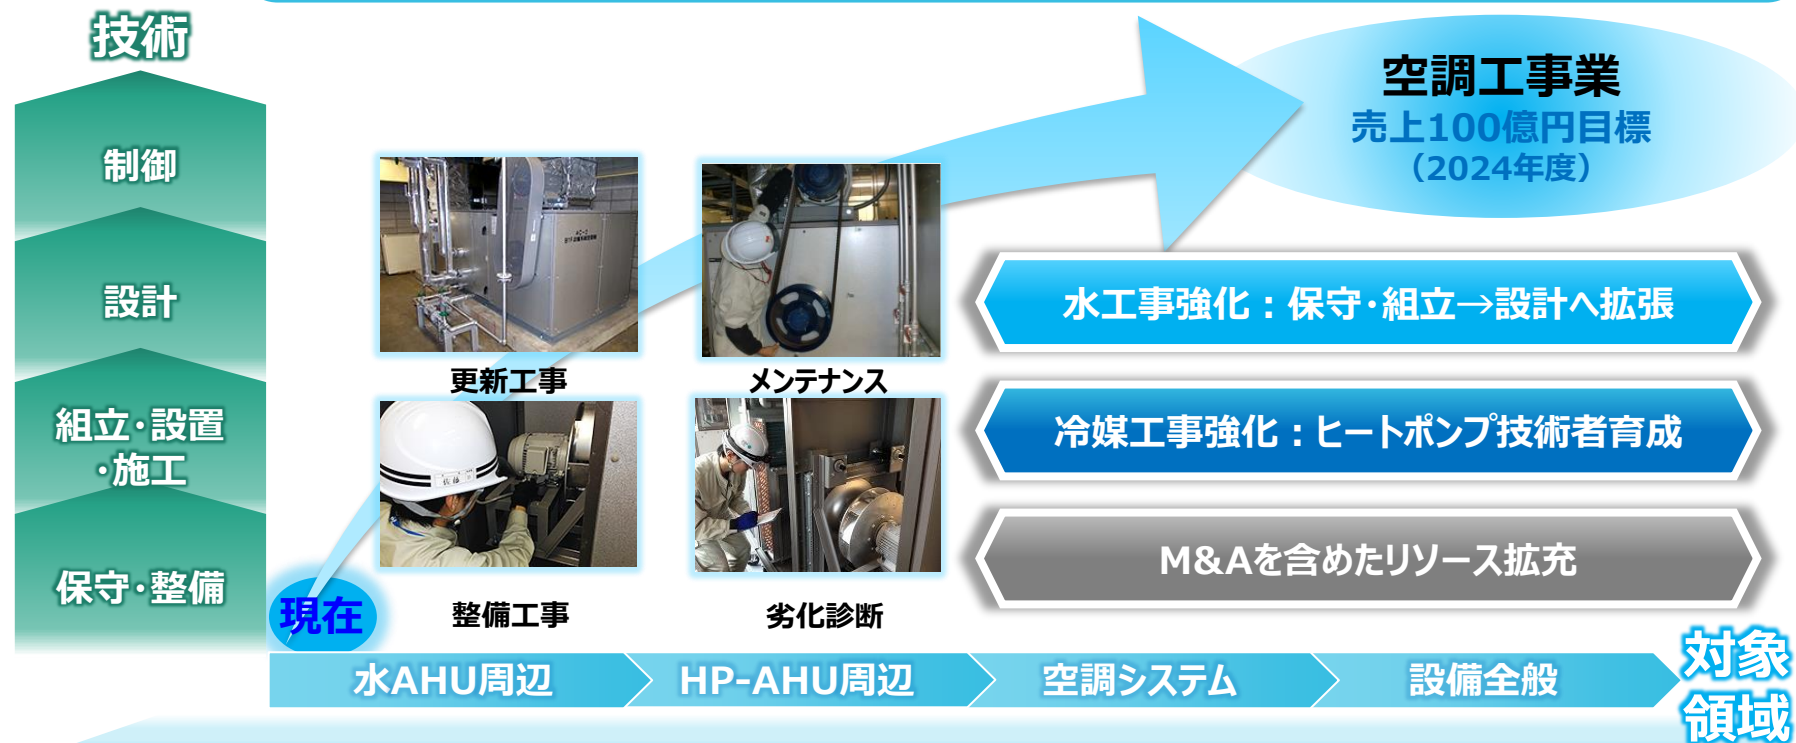 技術
制御
設計
組立・設置
・施工
保守・整備
空調工事業
売上100億円目標
（2024年度）
更新工事
メンテナンス
整備工事
劣化診断
水工事強化：保守・組立→設計へ拡張
冷媒工事強化：ヒートポンプ技術者育成
M&Aを含めたリソース拡充
現在
水AHU周辺
HP-AHU周辺
空調システム
設備全般
対象
領域
AC-2
佐藤